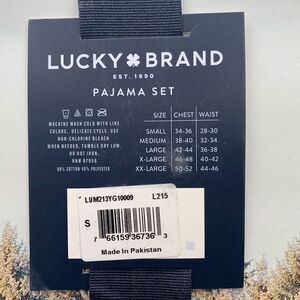 LUCKY BRAND
EST. 1990
PAJAMA SET
MACHINE WASH COLD WITH LIKE
COLORS. DELICATE CYCLE. USE
NON-CHLORINE BLEACH
WHEN NEEDED, TUMBLE DRY LOW.
DO NOT IRON.
RN# 87959
60% COTTON 40% POLYESTER
SIZE CHEST WAIST
SMALL 34-36 28-30
MEDIUM 38-40 32-34
LARGE 42-44 36-38
X-LARGE 46-48 40-42
XX-LARGE 50-52 44-46
LUM213YG10009 L215
S
7 66159 36736 3
Made In Pakistan